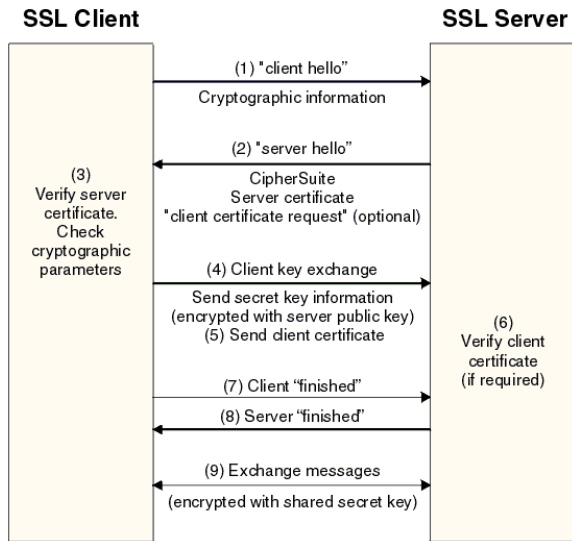 SSL Client
SSL Server
(1) "client hello”
Cryptographic information
(2) "server hello”
CipherSuite
Server certificate
"client certificate request" (optional)
(3)
Verify server
certificate.
Check
cryptographic
parameters
(4) Client key exchange
Send secret key information
(encrypted with server public key)
(5) Send client certificate
(6)
Verify client
certificate
(if required)
(7) Client “finished”
(8) Server “finished”
(9) Exchange messages
(encrypted with shared secret key)